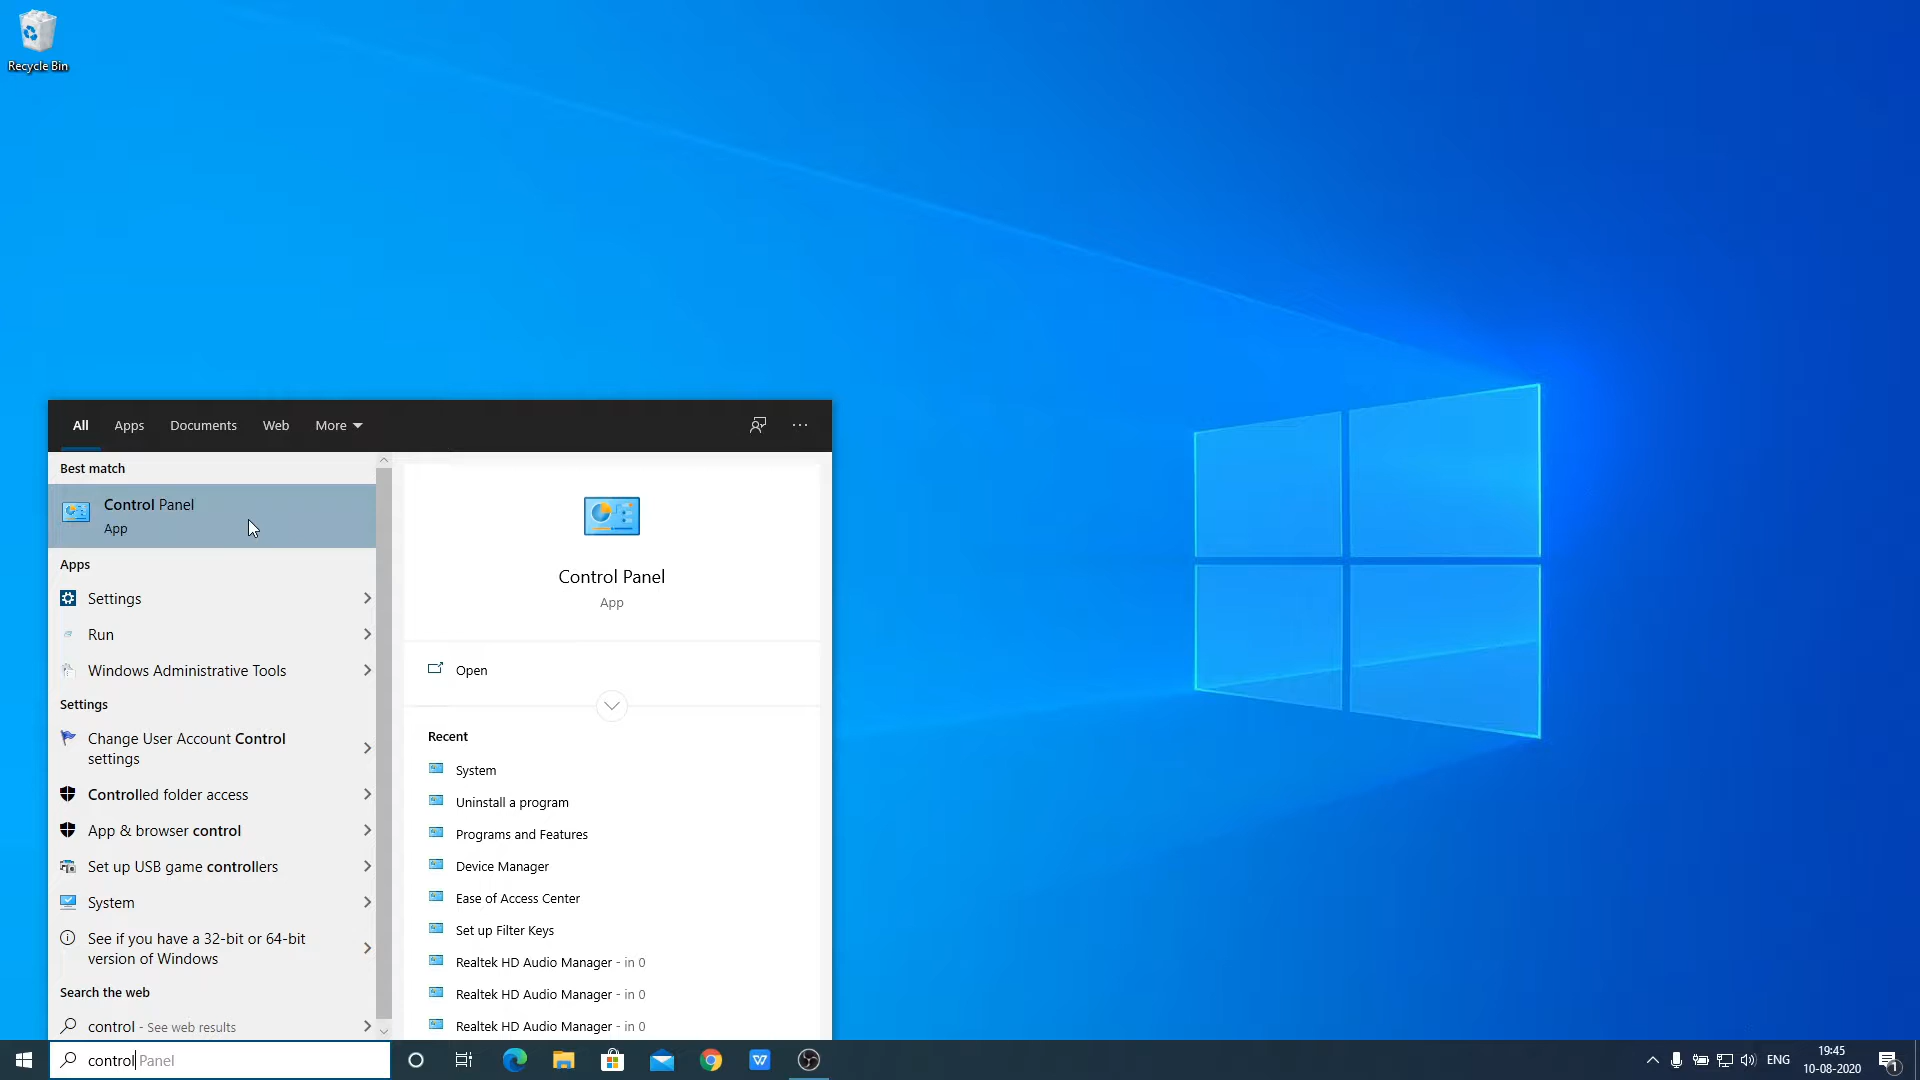 Recycle Bin
All Apps Documents Web More
Best match
Control Panel
App
Apps
Settings
Run
Windows Administrative Tools
Settings
Change User Account Control
settings
Controlled folder access
App & browser control
Set up USB game controllers
System
See if you have a 32-bit or 64-bit
version of Windows
Search the web
control - See web results
Control Panel
App
Open
Recent
System
Uninstall a program
Programs and Features
Device Manager
Ease of Access Center
Set up Filter Keys
Realtek HD Audio Manager - in 0
Realtek HD Audio Manager - in 0
Realtek HD Audio Manager - in 0
control Panel
ENG
19:45
10-08-2020
1